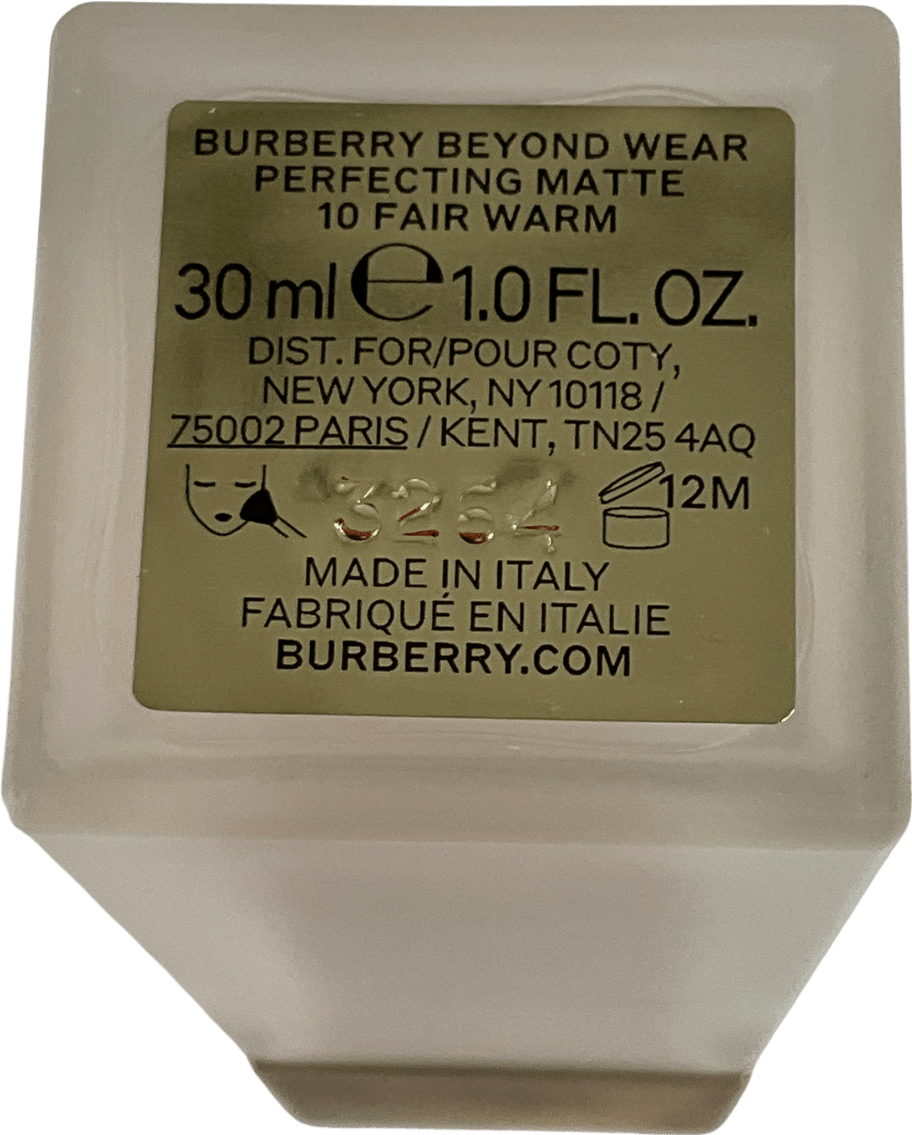 BURBERRY BEYOND WEAR
PERFECTING MATTE
10 FAIR WARM
30 ml ℮ 1.0 FL. OZ.
DIST. FOR/POUR COTY,
NEW YORK, NY 10118 /
75002 PARIS / KENT, TN25 4AQ
3264 12M
MADE IN ITALY
FABRIQUÉ EN ITALIE
BURBERRY.COM